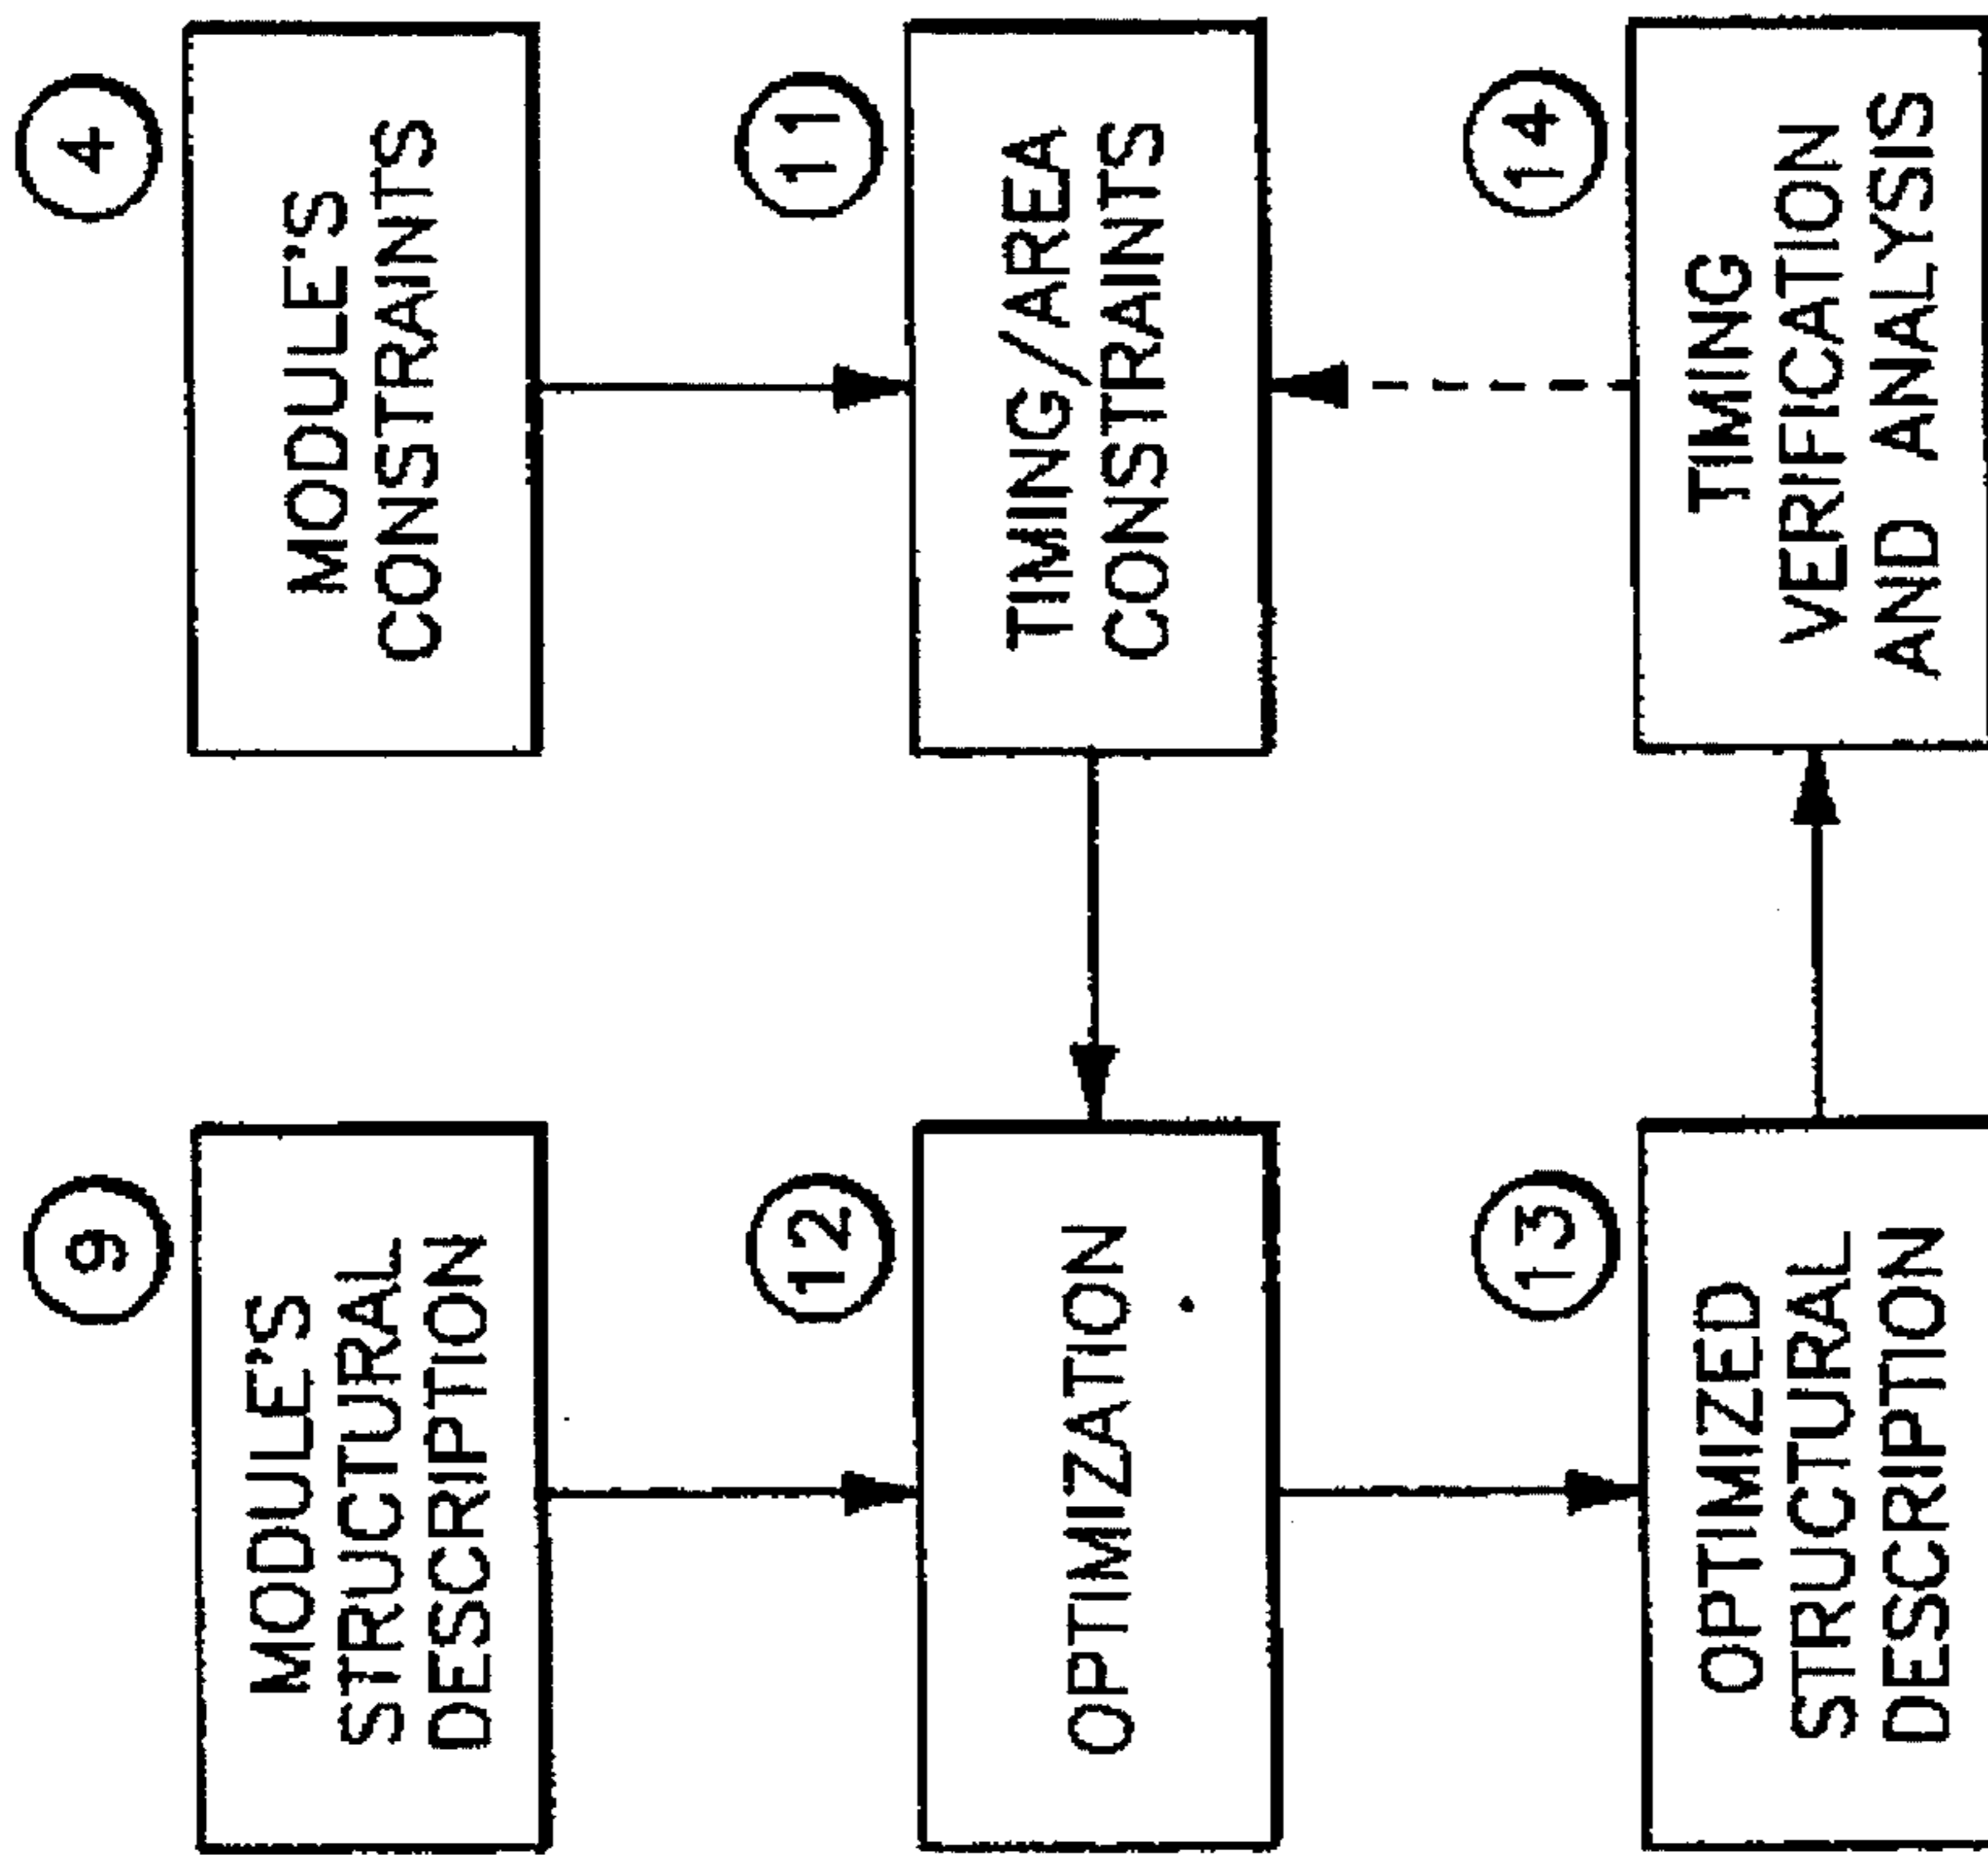 9
MODULE'S
STRUCTURAL
DESCRIPTION
4
MODULE'S
CONSTRAINTS
12
OPTIMIZATION
11
TIMING/AREA
CONSTRAINTS
13
OPTIMIZED
STRUCTURAL
DESCRIPTION
14
TIMING
VERIFICATION
AND ANALYSIS